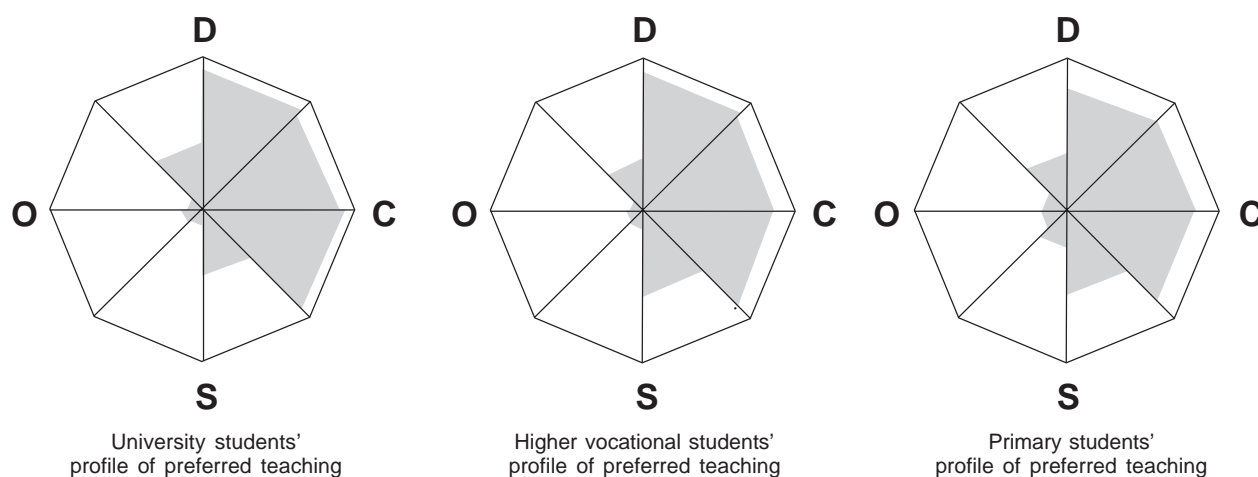 D
D
D
O
C
O
C
O
C
S
S
S
University students’
profile of preferred teaching
Higher vocational students’
profile of preferred teaching
Primary students’
profile of preferred teaching